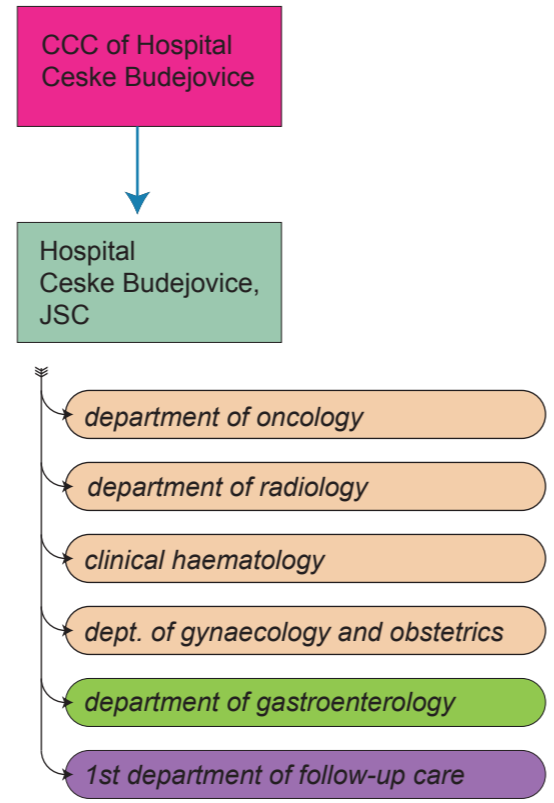 CCC of Hospital
Ceske Budejovice
Hospital
Ceske Budejovice,
JSC
department of oncology
department of radiology
clinical haematology
dept. of gynaecology and obstetrics
department of gastroenterology
1st department of follow-up care